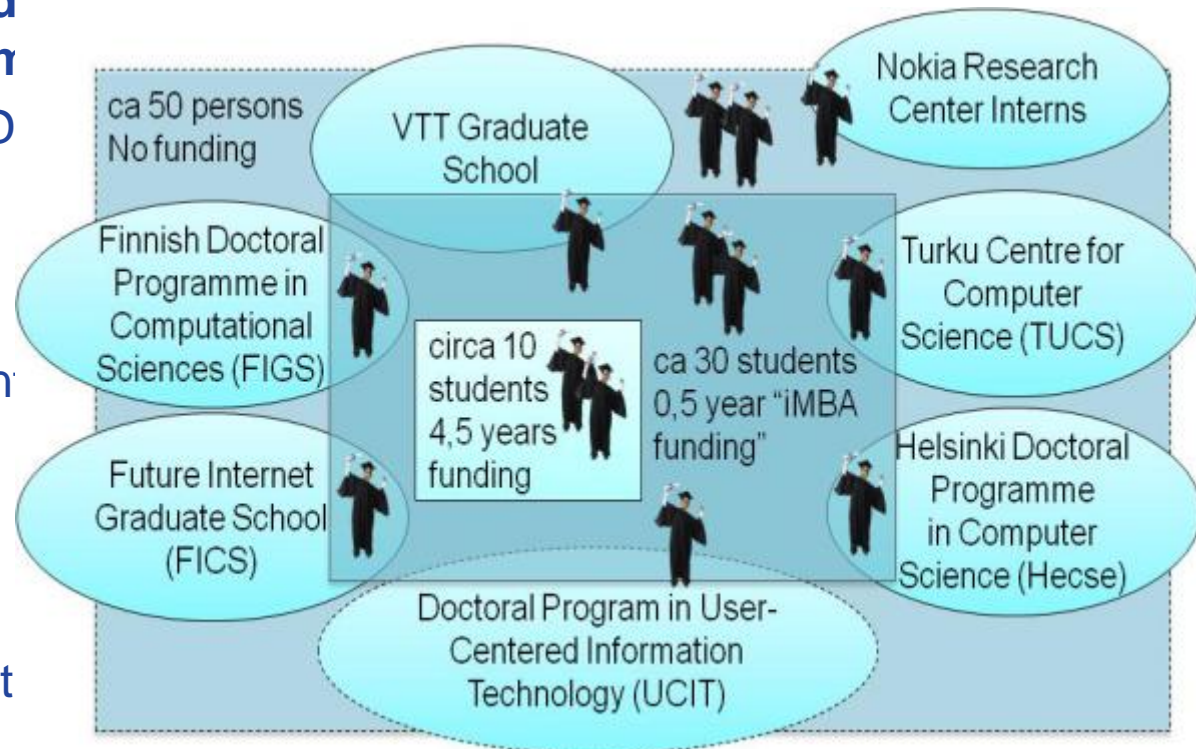 ca 50 persons
No funding
VTT Graduate
School
Nokia Research
Center Interns
Finnish Doctoral
Programme in
Computational
Sciences (FIGS)
Turku Centre for
Computer
Science (TUCS)
circa 10
students
4,5 years
funding
ca 30 students
0,5 year “iMBA
funding”
Future Internet
Graduate School
(FICS)
Helsinki Doctoral
Programme
in Computer
Science (Hecse)
Doctoral Program in User-
Centered Information
Technology (UCIT)